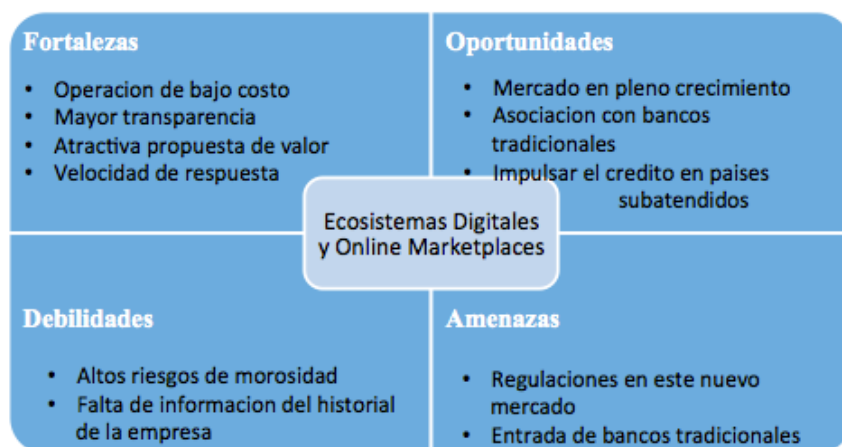 Fortalezas
• Operacion de bajo costo
• Mayor transparencia
• Atractiva propuesta de valor
• Velocidad de respuesta
Oportunidades
• Mercado en pleno crecimiento
• Asociacion con bancos
tradicionales
• Impulsar el credito en paises
subatendidos
Ecosistemas Digitales
y Online Marketplaces
Debilidades
• Altos riesgos de morosidad
• Falta de informacion del historial
de la empresa
Amenazas
• Regulaciones en este nuevo
mercado
• Entrada de bancos tradicionales